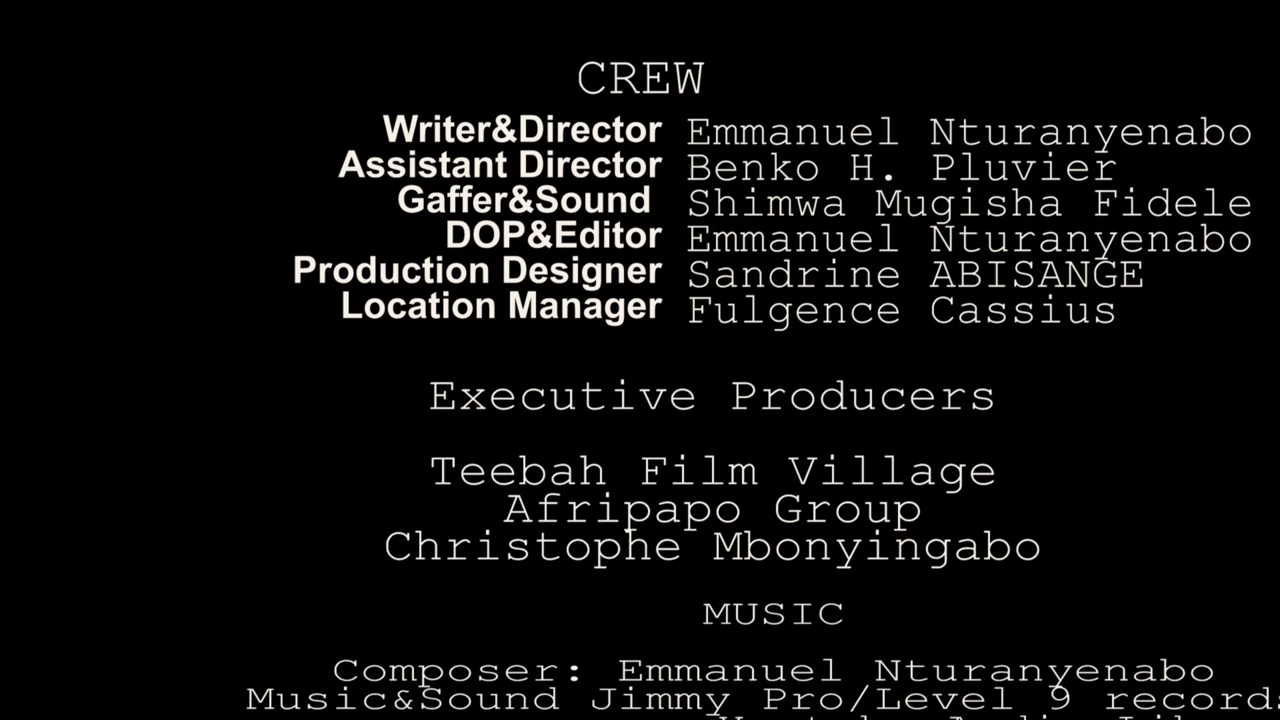 CREW
Writer&Director Emmanuel Nturanyenabo
Assistant Director Benko H. Pluvier
Gaffer&Sound Shimwa Mugisha Fidele
DOP&Editor Emmanuel Nturanyenabo
Production Designer Sandrine ABISANGE
Location Manager Fulgence Cassius
Executive Producers
Teebah Film Village
Afripapo Group
Christophe Mbonyingabo
MUSIC
Composer: Emmanuel Nturanyenabo
Music&Sound Jimmy Pro/Level 9 records